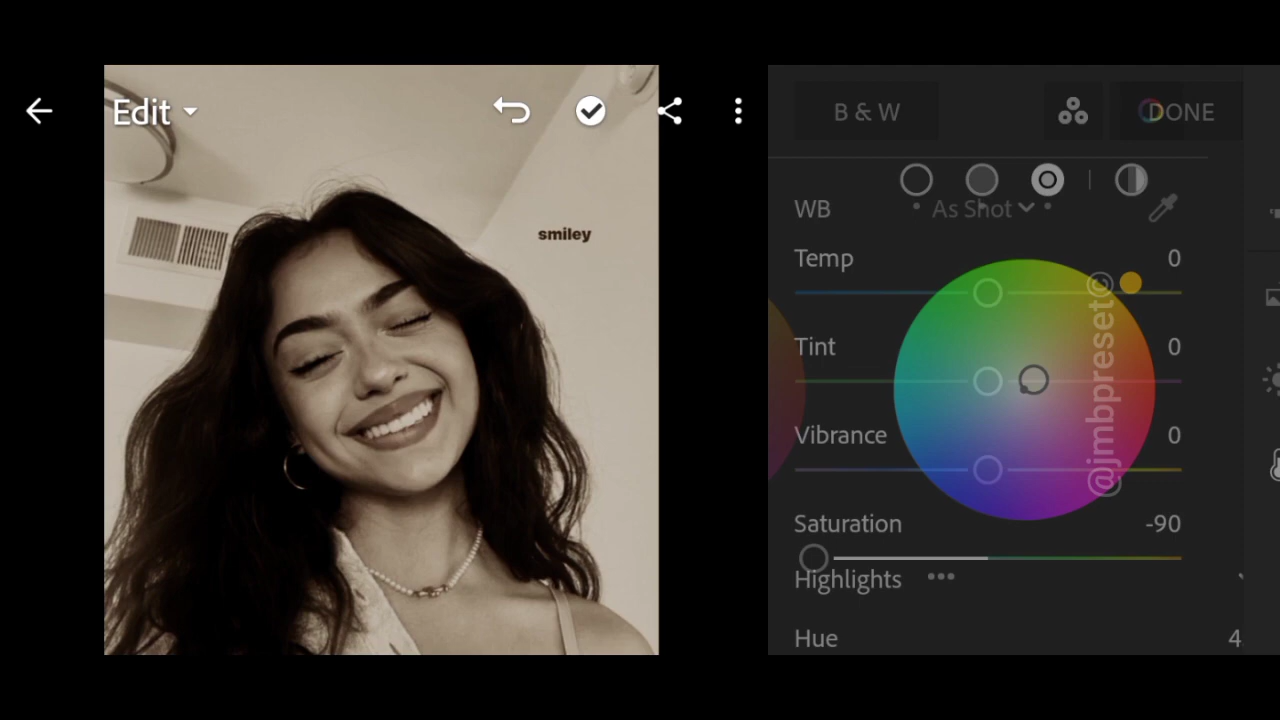 Edit
smiley
B & W
DONE
WB
As Shot
Temp
0
Tint
0
Vibrance
0
Saturation
-90
Highlights
Hue
4
@jmbpreset©